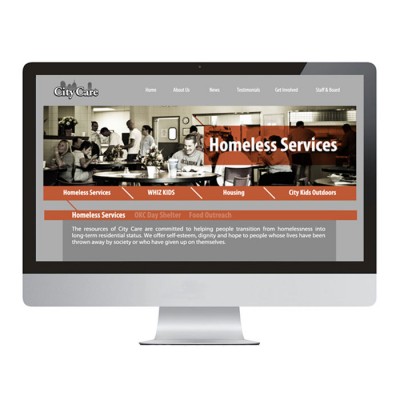 City Care
Home About Us News Testimonials Get Involved Staff & Board
Homeless Services
Homeless Services WHIZ KIDS Housing City Kids Outdoors
Homeless Services OKC Day Shelter Food Outreach
The resources of City Care are committed to helping people transition from homelessness into
long-term residential status. We offer self-esteem, dignity and hope to people whose lives have been
thrown away by society or who have given up on themselves.